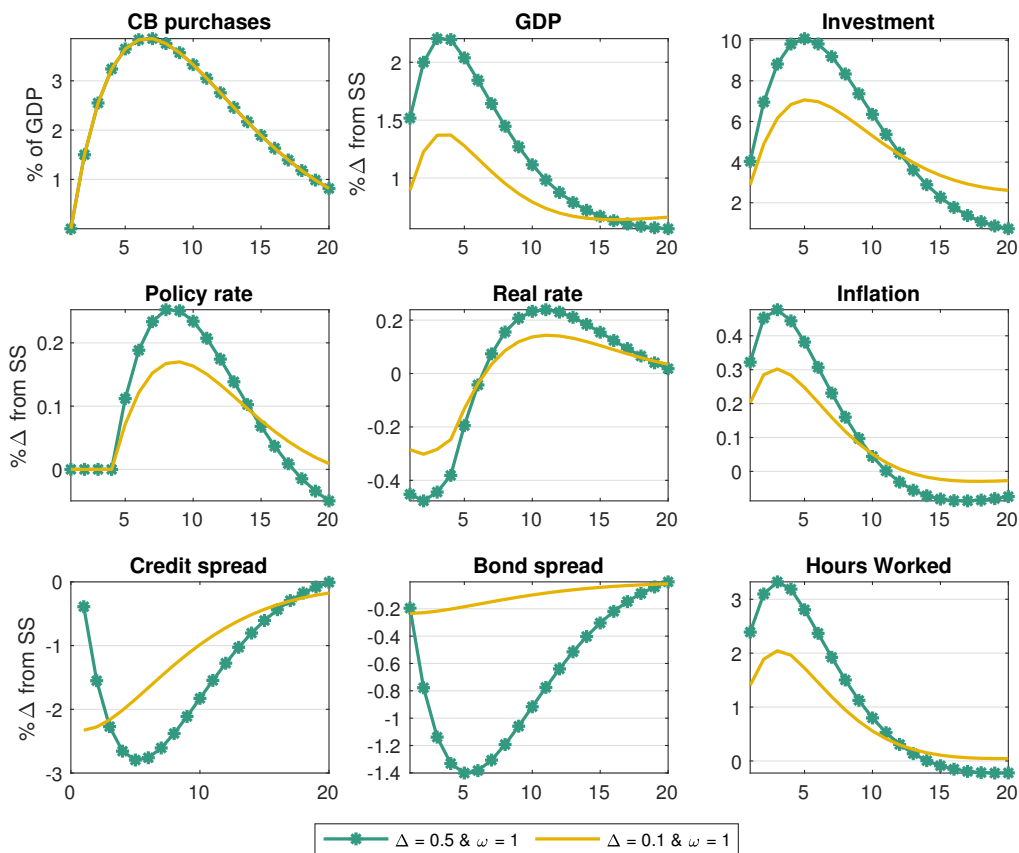 CB purchases
GDP
Investment
% of GDP
3
2
1
5 10 15 20
% Δ from SS
2
1.5
1
5 10 15 20
10
8
6
4
2
5 10 15 20
Policy rate
Real rate
Inflation
% Δ from SS
0.2
0.1
0
5 10 15 20
0.2
0
-0.2
-0.4
5 10 15 20
0.4
0.3
0.2
0.1
0
5 10 15 20
Credit spread
Bond spread
Hours Worked
% Δ from SS
0
-1
-2
-3
0 10 20
-0.2
-0.4
-0.6
-0.8
-1
-1.2
-1.4
5 10 15 20
3
2
1
0
5 10 15 20
Δ = 0.5 & ω = 1 Δ = 0.1 & ω = 1